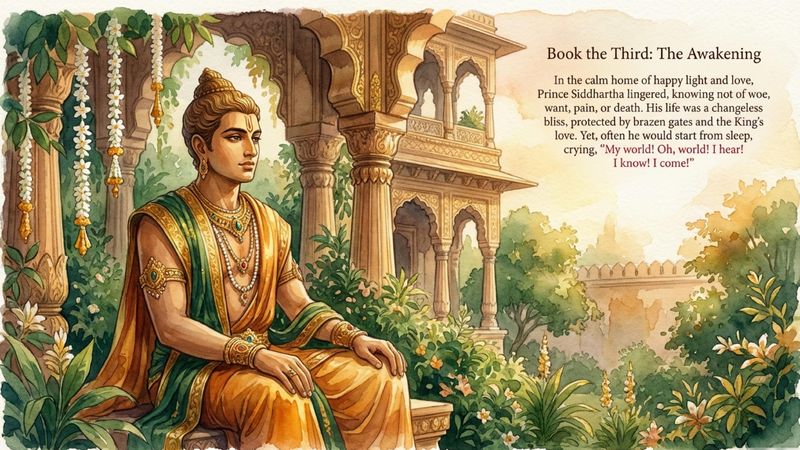 Book the Third: The Awakening
In the calm home of happy light and love,
Prince Siddhartha lingered, knowing not of woe,
want, pain, or death. His life was a changeless
bliss, protected by brazen gates and the King's
love. Yet, often he would start from sleep,
crying, “My world! Oh, world! I hear!
I know! I come!”